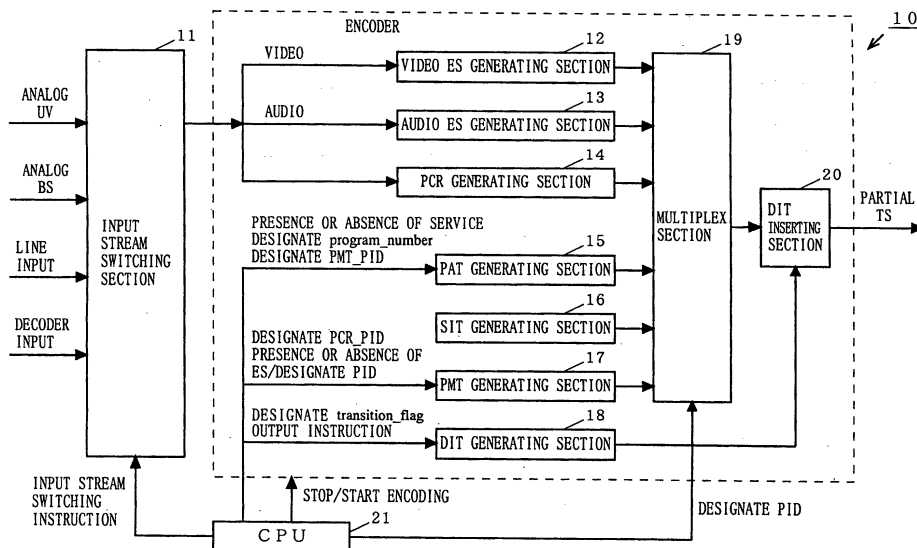 10
ENCODER
11
VIDEO
12
VIDEO ES GENERATING SECTION
19
ANALOG
UV
AUDIO
13
AUDIO ES GENERATING SECTION
14
PCR GENERATING SECTION
ANALOG
BS
INPUT
STREAM
SWITCHING
SECTION
MULTIPLEX
SECTION
20
DIT
INSERTING
SECTION
PARTIAL
TS
LINE
INPUT
PRESENCE OR ABSENCE OF SERVICE
DESIGNATE program_number
DESIGNATE PMT_PID
15
PAT GENERATING SECTION
16
SIT GENERATING SECTION
DECODER
INPUT
DESIGNATE PCR_PID
PRESENCE OR ABSENCE OF
ES/DESIGNATE PID
17
PMT GENERATING SECTION
DESIGNATE transition_flag
OUTPUT INSTRUCTION
18
DIT GENERATING SECTION
INPUT STREAM
SWITCHING
INSTRUCTION
STOP/START ENCODING
DESIGNATE PID
21
CPU